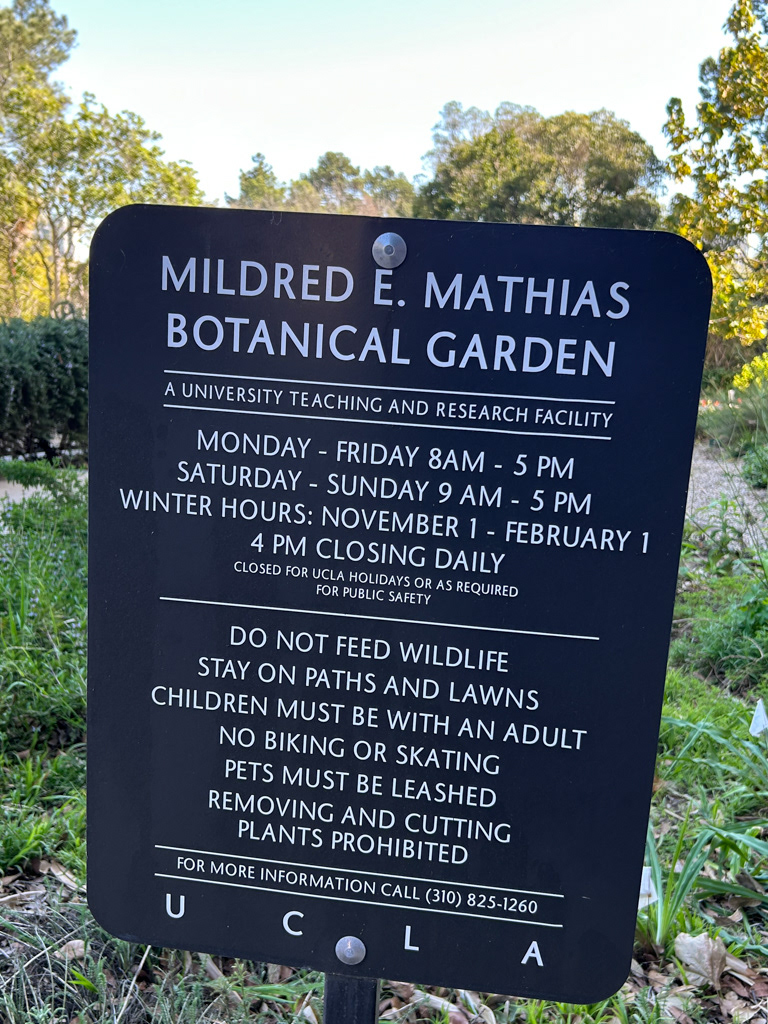 MILDRED E. MATHIAS
BOTANICAL GARDEN
A UNIVERSITY TEACHING AND RESEARCH FACILITY
MONDAY - FRIDAY 8AM - 5 PM
SATURDAY - SUNDAY 9 AM - 5 PM
WINTER HOURS: NOVEMBER 1 - FEBRUARY 1
4 PM CLOSING DAILY
CLOSED FOR UCLA HOLIDAYS OR AS REQUIRED
FOR PUBLIC SAFETY
DO NOT FEED WILDLIFE
STAY ON PATHS AND LAWNS
CHILDREN MUST BE WITH AN ADULT
NO BIKING OR SKATING
PETS MUST BE LEASHED
REMOVING AND CUTTING
PLANTS PROHIBITED
FOR MORE INFORMATION CALL (310) 825-1260
U C L A